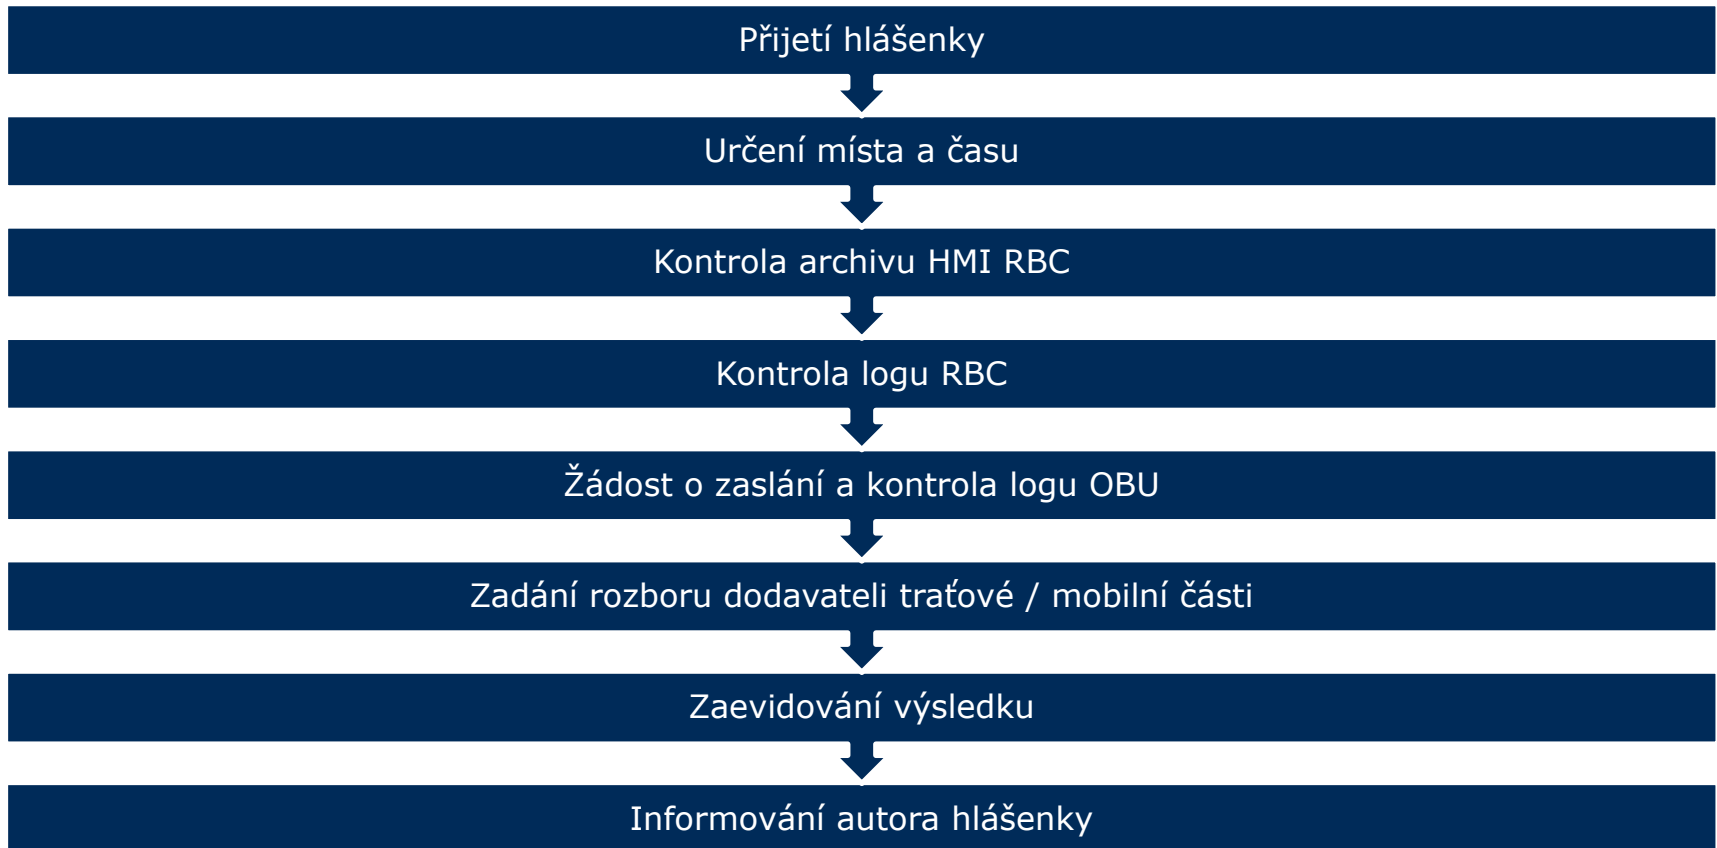 Přijetí hlášenky
Určení místa a času
Kontrola archivu HMI RBC
Kontrola logu RBC
Žádost o zaslání a kontrola logu OBU
Zadání rozboru dodavateli traťové / mobilní části
Zaevidování výsledku
Informování autora hlášenky